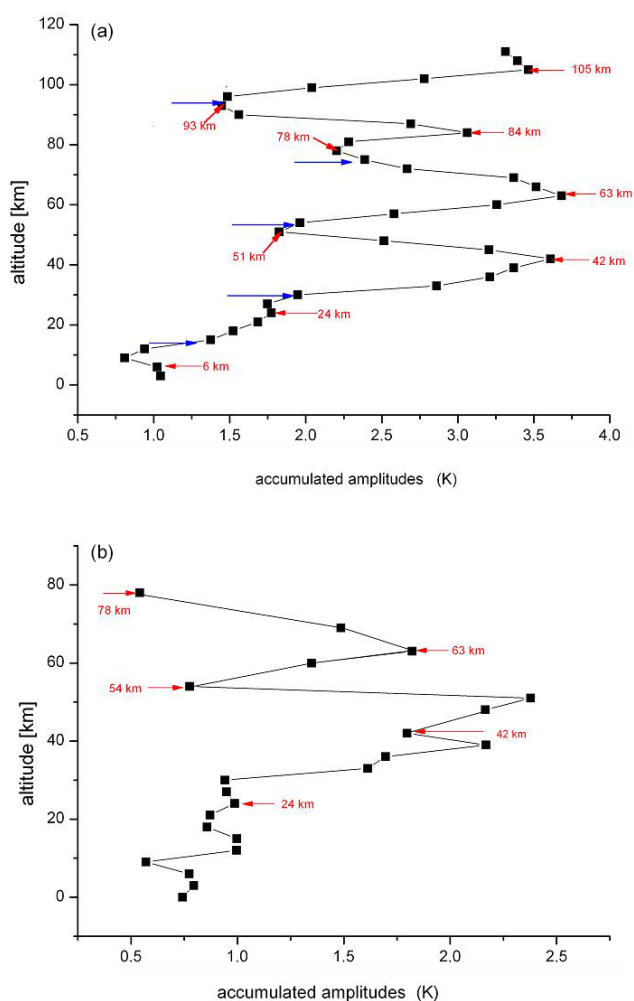 (a)
120
100
80
60
40
20
0
altitude [km]
105 km
93 km
78 km
84 km
63 km
51 km
42 km
24 km
6 km
0.5 1.0 1.5 2.0 2.5 3.0 3.5 4.0
accumulated amplitudes (K)
(b)
80
60
40
20
0
altitude [km]
78 km
63 km
54 km
42 km
24 km
0.5 1.0 1.5 2.0 2.5
accumulated amplitudes (K)